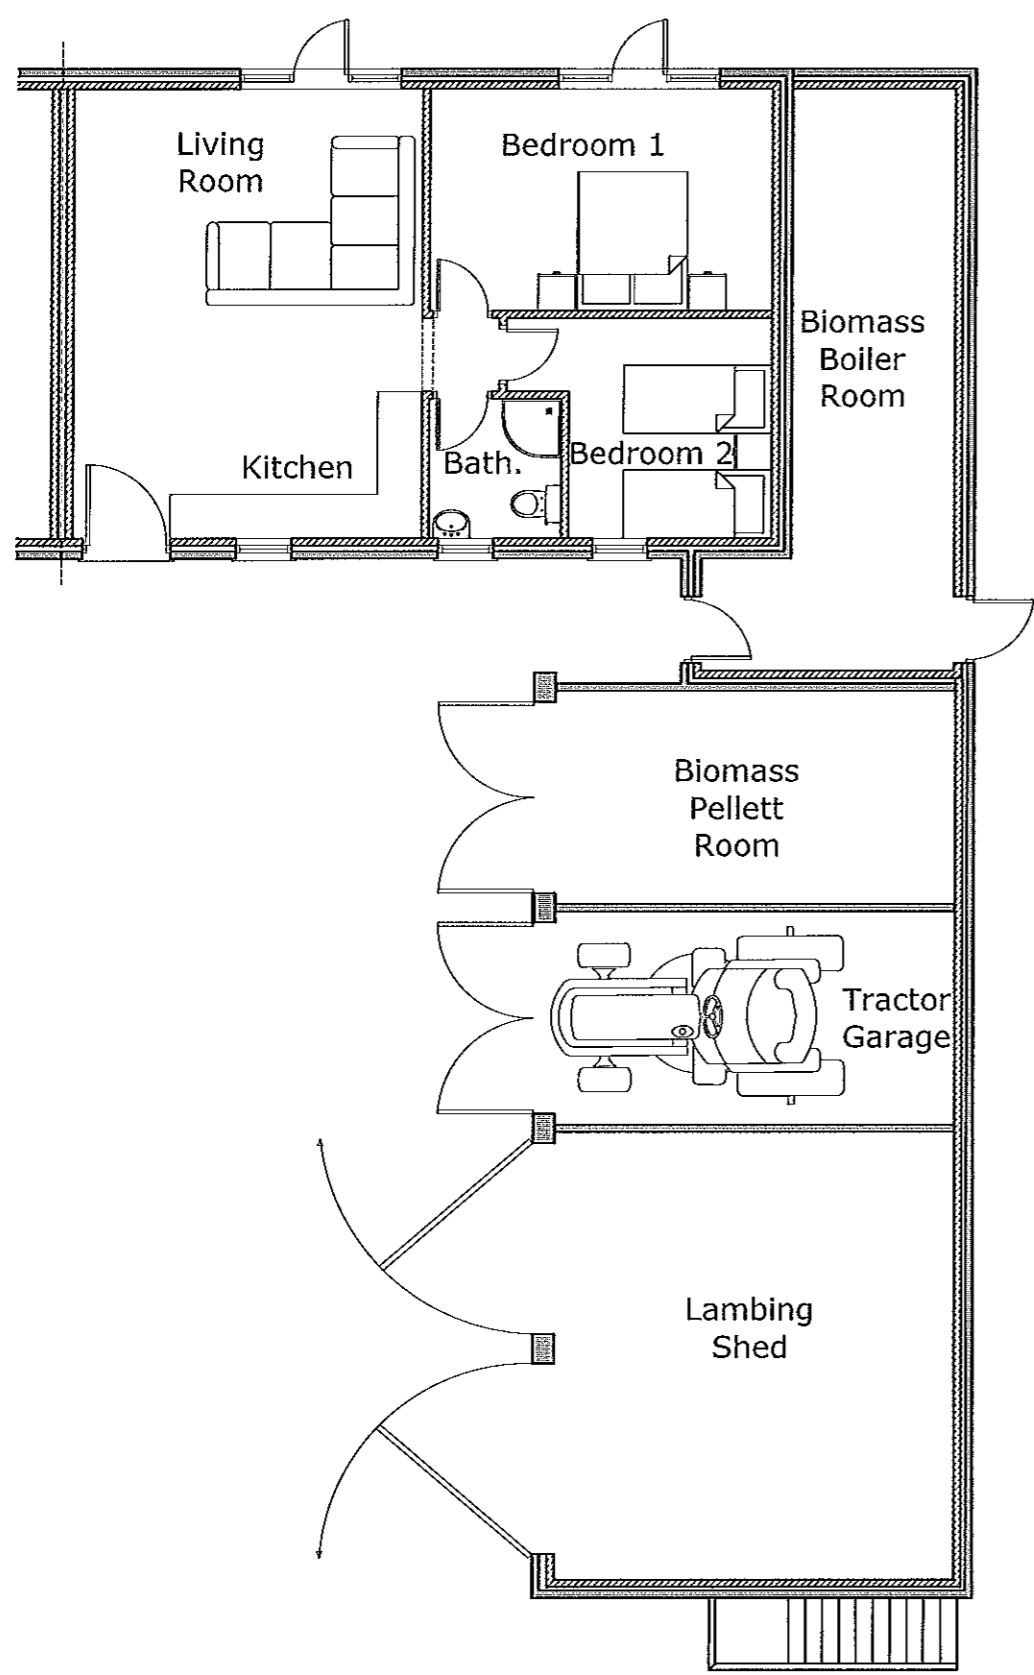 Living
Room
Bedroom 1
Biomass
Boiler
Room
Kitchen
Bath.
Bedroom 2
Biomass
Pellett
Room
Tractor
Garage
Lambing
Shed